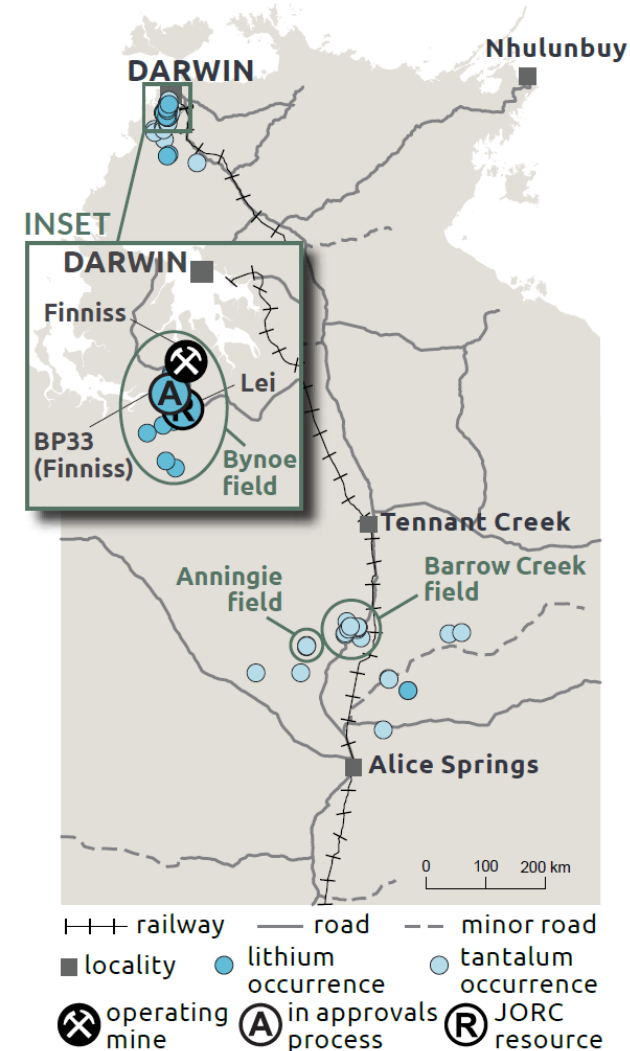 Nhulunbuy
DARWIN
INSET
DARWIN
Finniss
A
R
Lei
BP33
(Finniss)
Bynoe
field
Tennant Creek
Anningie
field
Barrow Creek
field
Alice Springs
0 100 200 km
railway road minor road
locality lithium
occurrence tantalum
occurrence
operating
mine A in approvals
process R JORC
resource